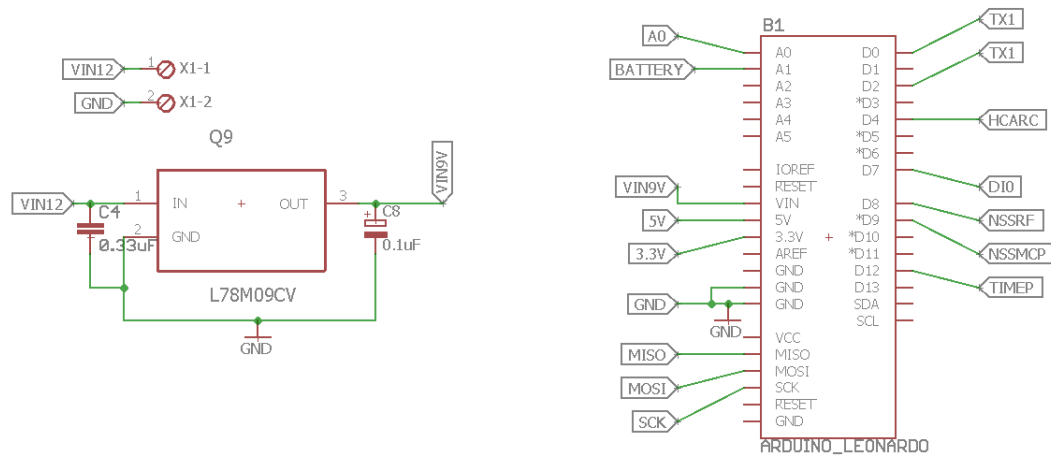 VIN12
1
X1-1
GND
2
X1-2
Q9
VIN12
1
IN
OUT
3
VIN9V
C4
0.33uF
2
GND
+
C8
0.1uF
L78M09CV
GND
B1
A0
BATTERY
VIN9V
5V
3.3V
GND
GND
MISO
MOSI
SCK
A0
A1
A2
A3
A4
A5
IOREF
RESET
VIN
5V
3.3V
AREF
GND
GND
GND
VCC
MISO
MOSI
SCK
RESET
GND
D0
D1
D2
*D3
D4
*D5
*D6
D7
D8
*D9
*D10
*D11
D12
D13
SDA
SCL
TX1
TX1
HCARC
DI0
NSSRF
NSSMCP
TIMEP
ARDUINO_LEONARDO